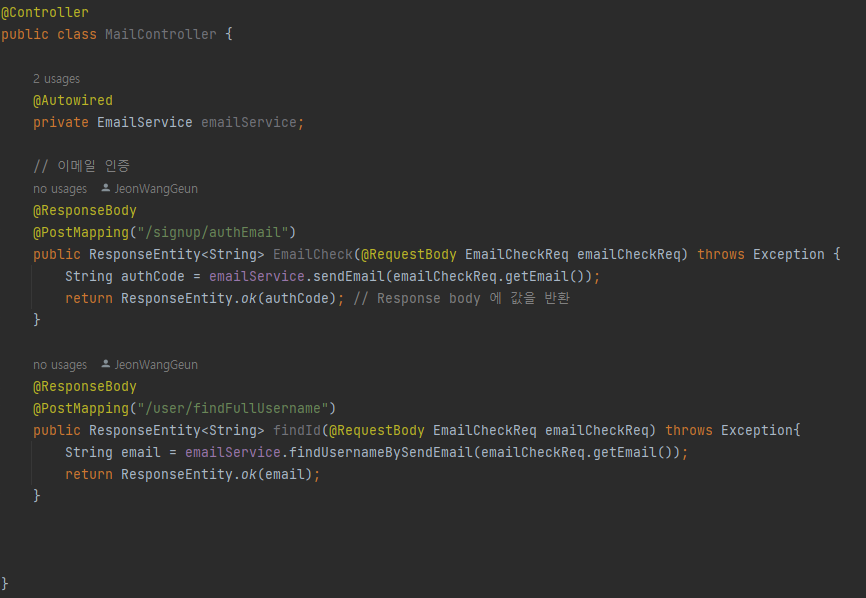 @Controller
public class MailController {
2 usages
@Autowired
private EmailService emailService;
// 이메일 인증
no usages JeonWangGeun
@ResponseBody
@PostMapping("/signup/authEmail")
public ResponseEntity<String> EmailCheck(@RequestBody EmailCheckReq emailCheckReq) throws Exception {
String authCode = emailService.sendEmail(emailCheckReq.getEmail());
return ResponseEntity.ok(authCode); // Response body 에 값을 반환
}
no usages JeonWangGeun
@ResponseBody
@PostMapping("/user/findFullUsername")
public ResponseEntity<String> findId(@RequestBody EmailCheckReq emailCheckReq) throws Exception{
String email = emailService.findUsernameBySendEmail(emailCheckReq.getEmail());
return ResponseEntity.ok(email);
}
}